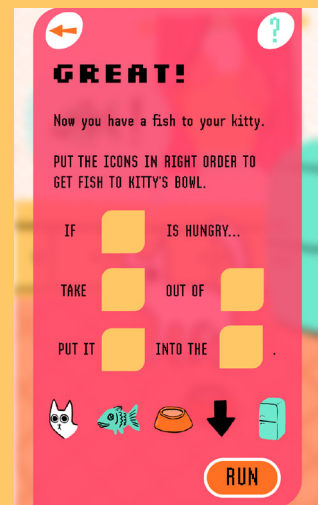 ?
GREAT!
Now you have a fish to your kitty.
PUT THE ICONS IN RIGHT ORDER TO
GET FISH TO KITTY'S BOWL.
IF IS HUNGRY...
TAKE OUT OF
PUT IT INTO THE .
RUN